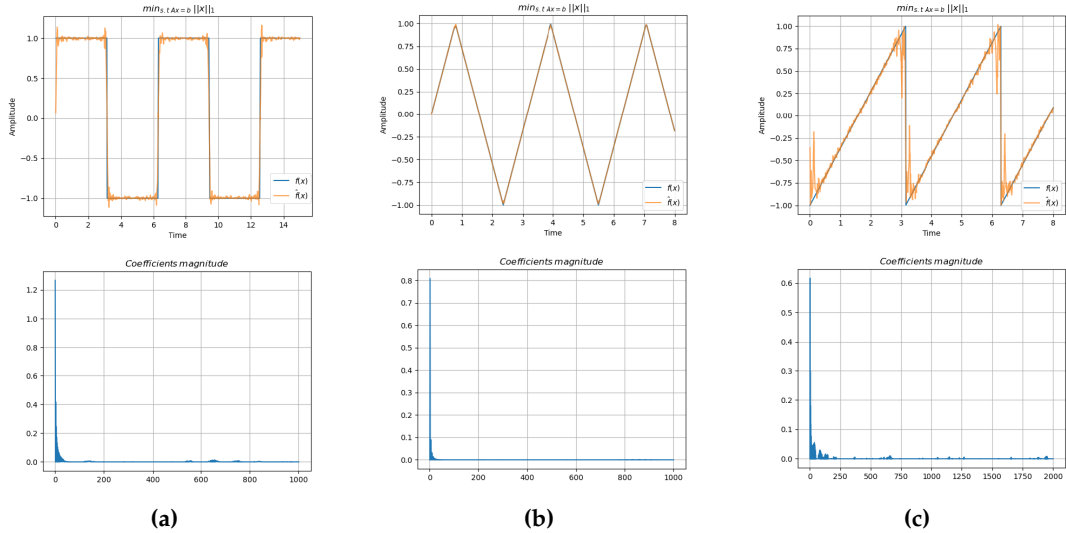 min_{s.t Ax=b} ||x||_1
Amplitude
1.0
0.5
0.0
−0.5
−1.0
0 2 4 6 8 10 12 14
Time
f(x)
f̂(x)
min_{s.t Ax=b} ||x||_1
Amplitude
1.00
0.75
0.50
0.25
0.00
−0.25
−0.50
−0.75
−1.00
0 1 2 3 4 5 6 7 8
Time
f(x)
f̂(x)
min_{s.t Ax=b} ||x||_1
Amplitude
1.00
0.75
0.50
0.25
0.00
−0.25
−0.50
−0.75
−1.00
0 1 2 3 4 5 6 7 8
Time
f(x)
f̂(x)
Coefficients magnitude
1.2
1.0
0.8
0.6
0.4
0.2
0.0
0 200 400 600 800 1000
Coefficients magnitude
0.8
0.7
0.6
0.5
0.4
0.3
0.2
0.1
0.0
0 200 400 600 800 1000
Coefficients magnitude
0.6
0.5
0.4
0.3
0.2
0.1
0.0
0 250 500 750 1000 1250 1500 1750 2000
(a)
(b)
(c)